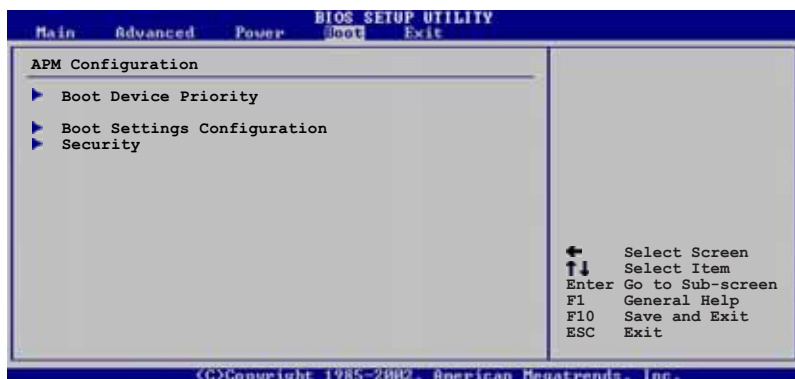 BIOS SETUP UTILITY
Main Advanced Power Boot Exit
APM Configuration
Boot Device Priority
Boot Settings Configuration
Security
Select Screen
Select Item
Enter Go to Sub-screen
F1 General Help
F10 Save and Exit
ESC Exit
(C)Copyright 1985-2002, American Megatrends, Inc.